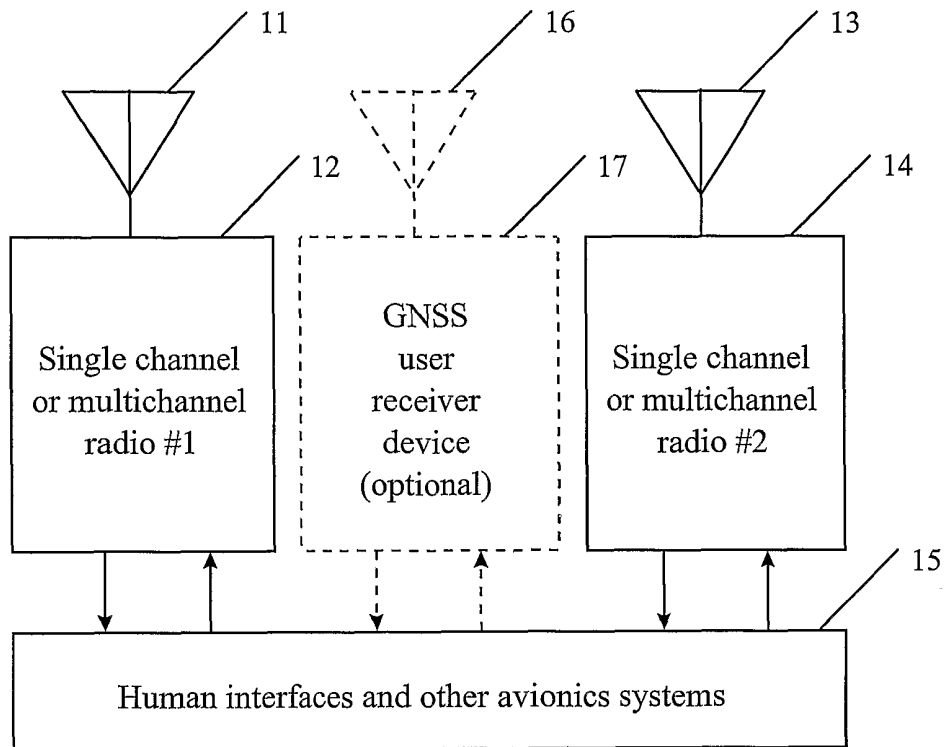 11
16
13
12
17
14
GNSS
user
receiver
device
(optional)
Single channel
or multichannel
radio #1
Single channel
or multichannel
radio #2
15
Human interfaces and other avionics systems